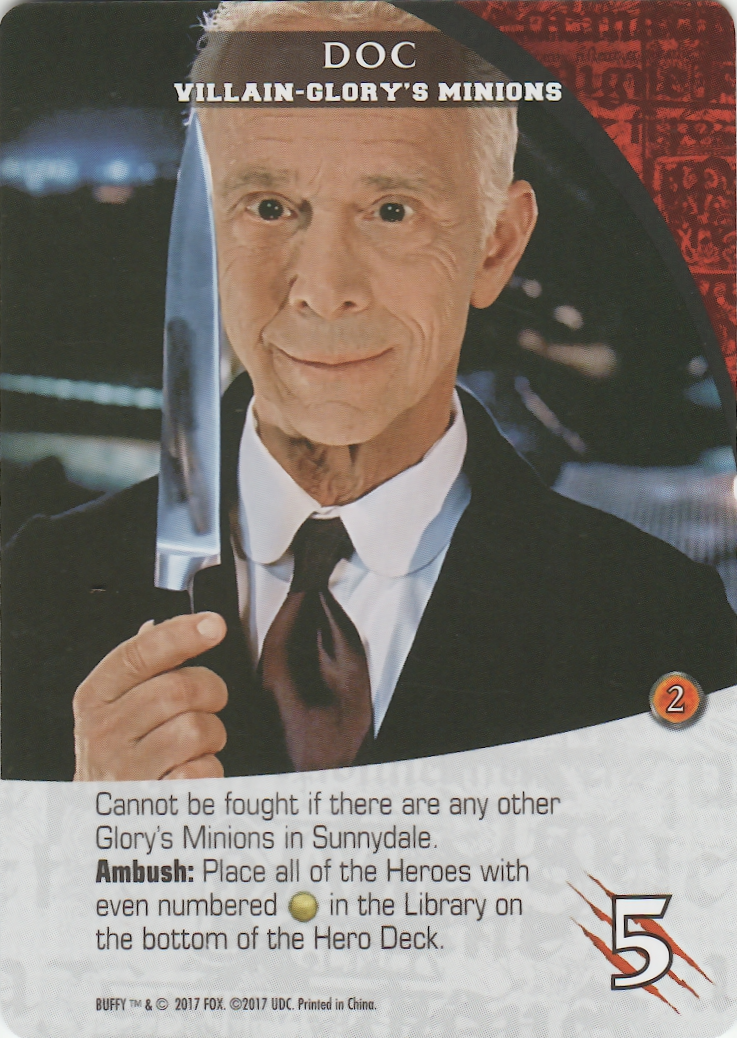 DOC
VILLAIN-GLORY'S MINIONS
2
Cannot be fought if there are any other
Glory's Minions in Sunnydale.
Ambush: Place all of the Heroes with
even numbered in the Library on
the bottom of the Hero Deck.
5
BUFFY ™ & © 2017 FOX. ©2017 UDC. Printed in China.